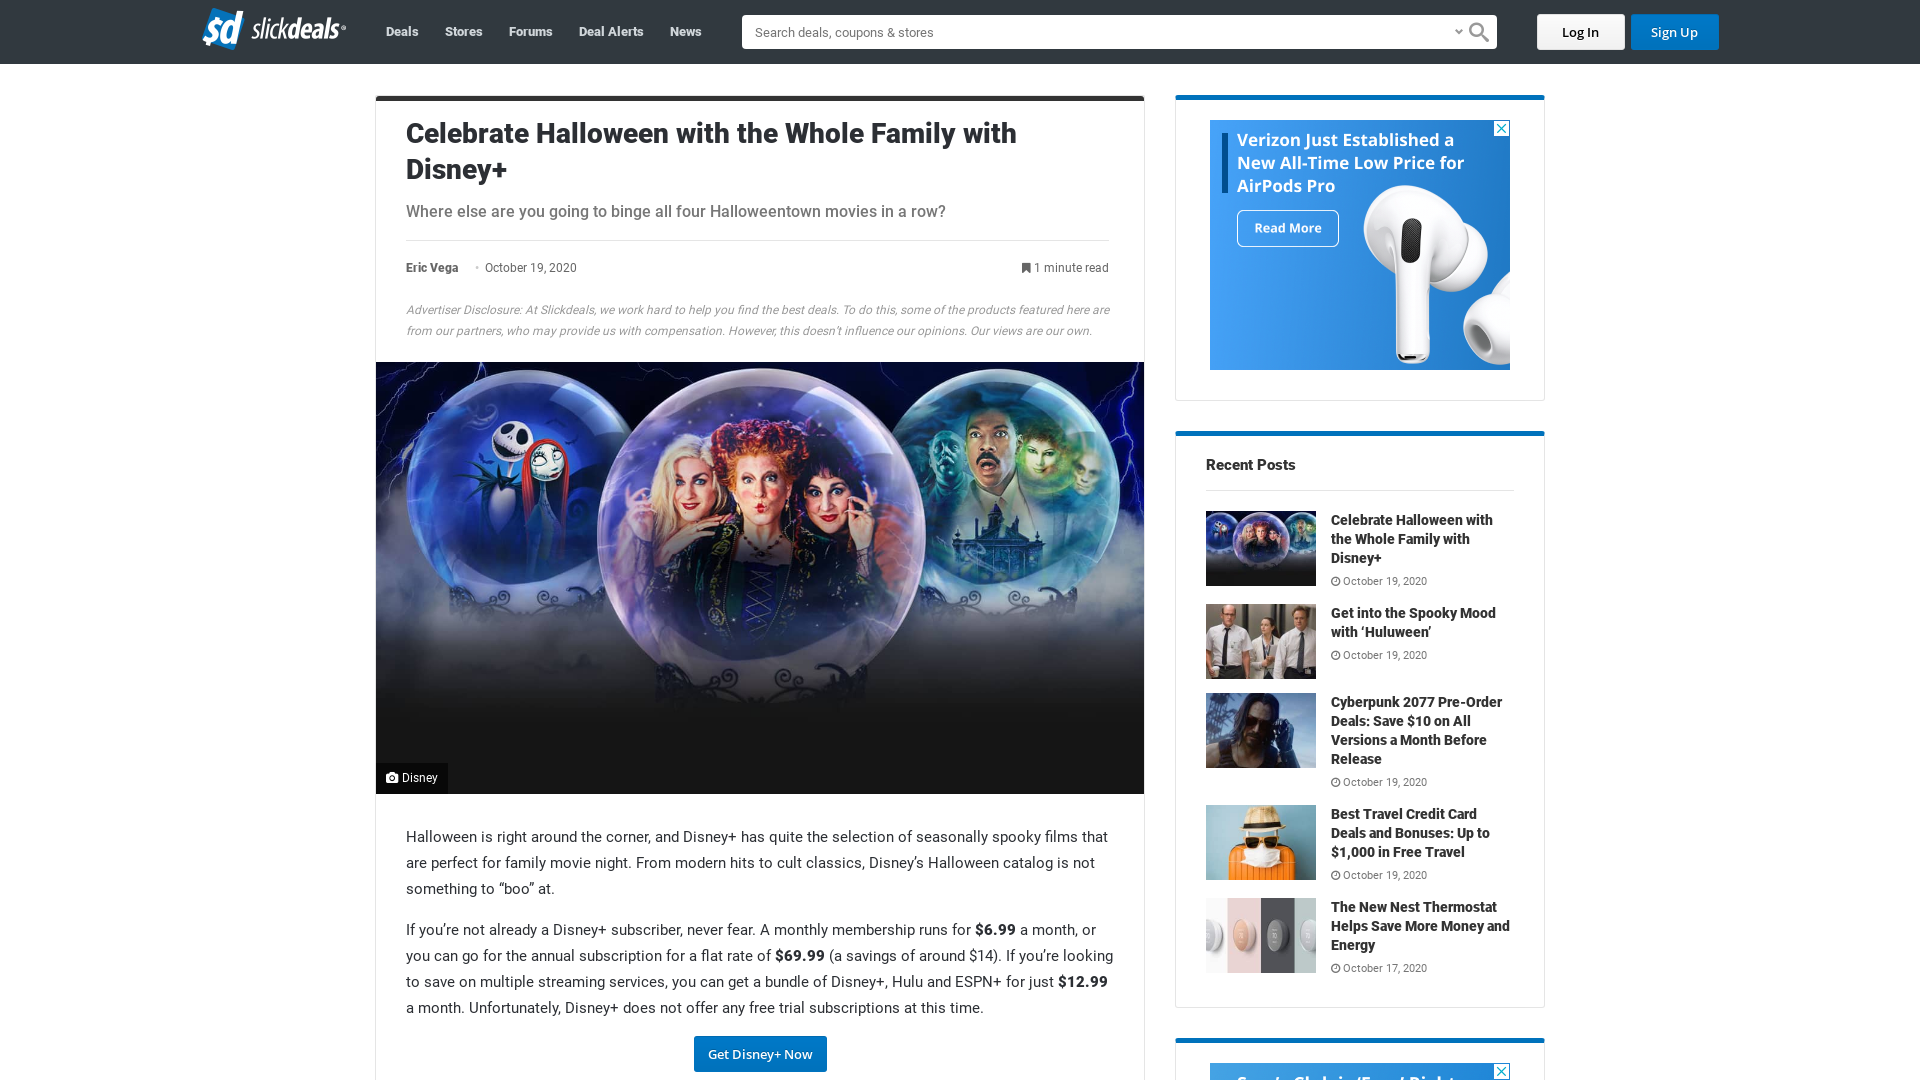 sd slickdeals
Deals
Stores
Forums
Deal Alerts
News
Search deals, coupons & stores
Log In
Sign Up
Celebrate Halloween with the Whole Family with
Disney+
Where else are you going to binge all four Halloweentown movies in a row?
Eric Vega • October 19, 2020
1 minute read
Advertiser Disclosure: At Slickdeals, we work hard to help you find the best deals. To do this, some of the products featured here are
from our partners, who may provide us with compensation. However, this doesn't influence our opinions. Our views are our own.
Disney
Halloween is right around the corner, and Disney+ has quite the selection of seasonally spooky films that
are perfect for family movie night. From modern hits to cult classics, Disney’s Halloween catalog is not
something to “boo” at.
If you’re not already a Disney+ subscriber, never fear. A monthly membership runs for $6.99 a month, or
you can go for the annual subscription for a flat rate of $69.99 (a savings of around $14). If you’re looking
to save on multiple streaming services, you can get a bundle of Disney+, Hulu and ESPN+ for just $12.99
a month. Unfortunately, Disney+ does not offer any free trial subscriptions at this time.
Get Disney+ Now
Verizon Just Established a
New All-Time Low Price for
AirPods Pro
Read More
Recent Posts
Celebrate Halloween with
the Whole Family with
Disney+
October 19, 2020
Get into the Spooky Mood
with ‘Huluween’
October 19, 2020
Cyberpunk 2077 Pre-Order
Deals: Save $10 on All
Versions a Month Before
Release
October 19, 2020
Best Travel Credit Card
Deals and Bonuses: Up to
$1,000 in Free Travel
October 19, 2020
The New Nest Thermostat
Helps Save More Money and
Energy
October 17, 2020